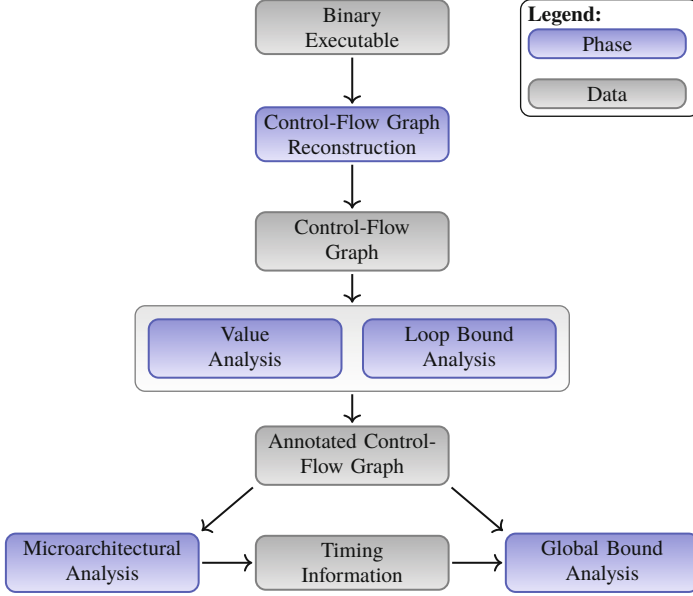 Binary
Executable
Legend:
Phase
Data
Control-Flow Graph
Reconstruction
Control-Flow
Graph
Value
Analysis
Loop Bound
Analysis
Annotated Control-
Flow Graph
Microarchitectural
Analysis
Timing
Information
Global Bound
Analysis